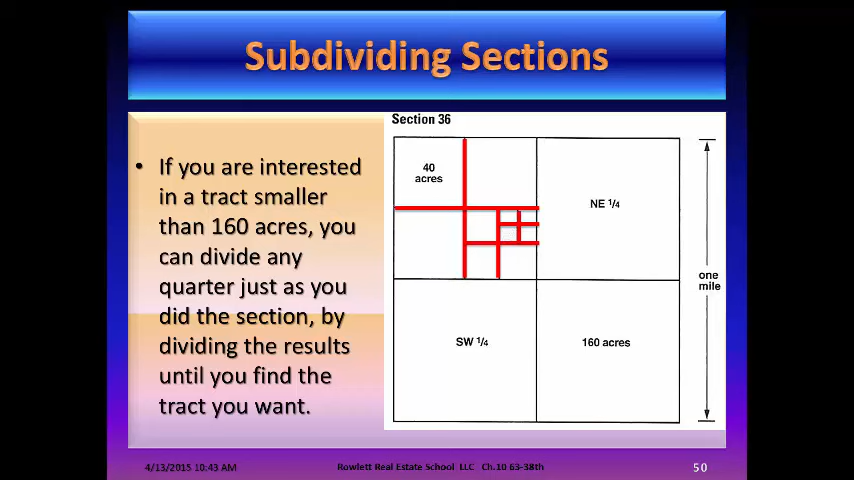 Subdividing Sections
• If you are interested
in a tract smaller
than 160 acres, you
can divide any
quarter just as you
did the section, by
dividing the results
until you find the
tract you want.
Section 36
40
acres
NE 1/4
one
mile
SW 1/4
160 acres
4/13/2015 10:43 AM
Rowlett Real Estate School LLC Ch.10 63-38th
50